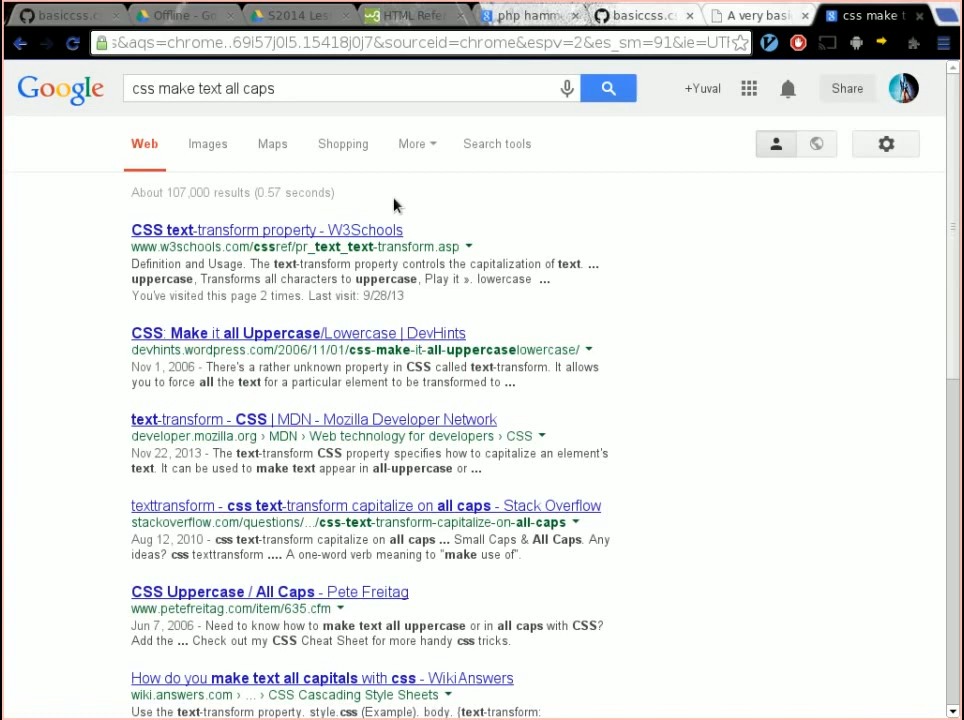 basiccss.c
Offline - Go
S2014 Les
HTML Refe
php hamm
basiccss.c
A very basi
css make t
s&aqs=chrome..69i57j0l5.15418j0j7&sourceid=chrome&espv=2&es_sm=91&ie=UTF
Google
css make text all caps
+Yuval
Share
Web Images Maps Shopping More Search tools
About 107,000 results (0.57 seconds)
CSS text-transform property - W3Schools
www.w3schools.com/cssref/pr_text_text-transform.asp
Definition and Usage. The text-transform property controls the capitalization of text. ...
uppercase, Transforms all characters to uppercase, Play it ». lowercase ...
You've visited this page 2 times. Last visit: 9/28/13
CSS: Make it all Uppercase/Lowercase | DevHints
devhints.wordpress.com/2006/11/01/css-make-it-all-uppercaselowercase/
Nov 1, 2006 - There's a rather unknown property in CSS called text-transform. It allows
you to force all the text for a particular element to be transformed to ...
text-transform - CSS | MDN - Mozilla Developer Network
developer.mozilla.org › MDN › Web technology for developers › CSS
Nov 22, 2013 - The text-transform CSS property specifies how to capitalize an element's
text. It can be used to make text appear in all-uppercase or ...
texttransform - css text-transform capitalize on all caps - Stack Overflow
stackoverflow.com/questions/.../css-text-transform-capitalize-on-all-caps
Aug 12, 2010 - css text-transform capitalize on all caps ... Small Caps & All Caps. Any
ideas? css texttransform .... A one-word verb meaning to "make use of".
CSS Uppercase / All Caps - Pete Freitag
www.petefreitag.com/item/635.cfm
Jun 7, 2006 - Need to know how to make text all uppercase or in all caps with CSS?
Add the ... Check out my CSS Cheat Sheet for more handy css tricks.
How do you make text all capitals with css - WikiAnswers
wiki.answers.com › ... › CSS Cascading Style Sheets
Use the text-transform property. style.css (Example). body. {text-transform: